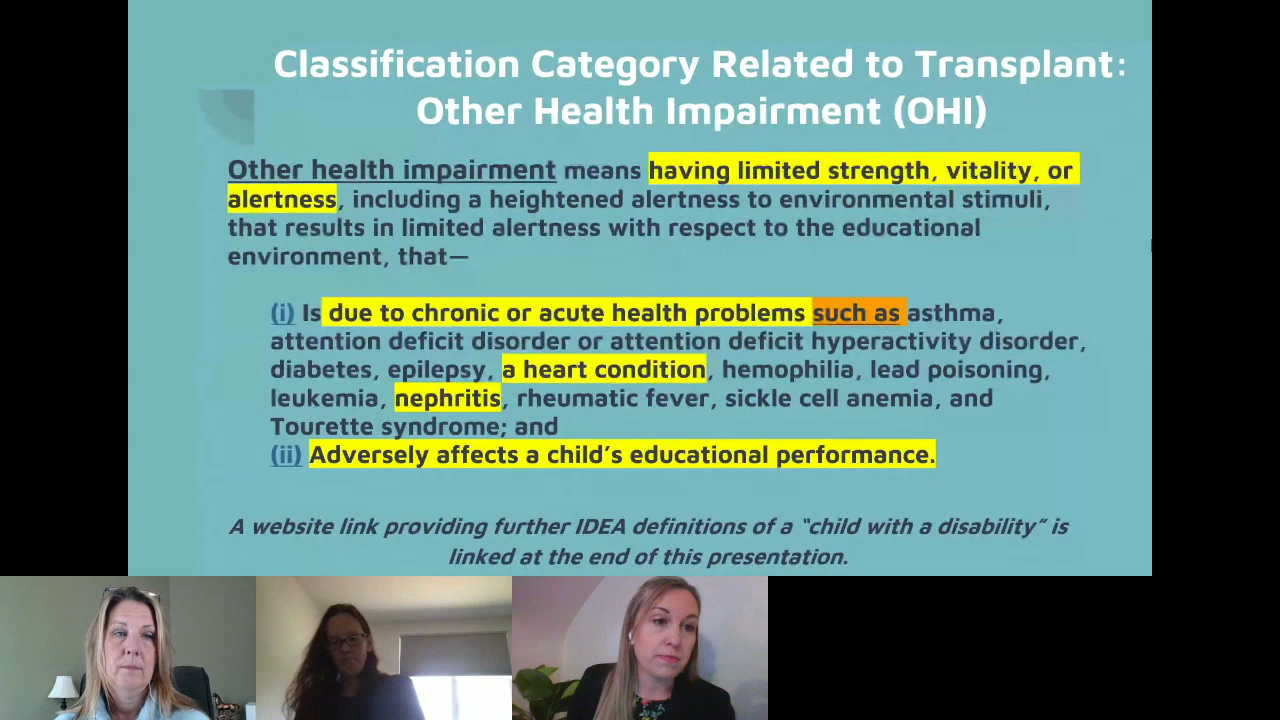 Classification Category Related to Transplant:
Other Health Impairment (OHI)
Other health impairment means having limited strength, vitality, or
alertness, including a heightened alertness to environmental stimuli,
that results in limited alertness with respect to the educational
environment, that—
(i) Is due to chronic or acute health problems such as asthma,
attention deficit disorder or attention deficit hyperactivity disorder,
diabetes, epilepsy, a heart condition, hemophilia, lead poisoning,
leukemia, nephritis, rheumatic fever, sickle cell anemia, and
Tourette syndrome; and
(ii) Adversely affects a child’s educational performance.
A website link providing further IDEA definitions of a “child with a disability” is
linked at the end of this presentation.